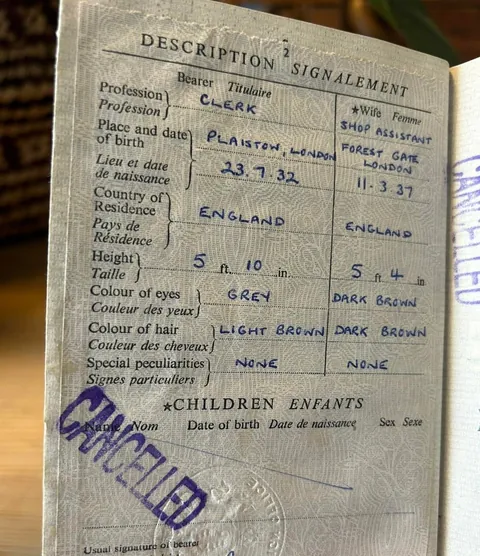 2
DESCRIPTION SIGNALEMENT
Bearer Titulaire ★Wife Femme
Profession
Profession
CLERK SHOP ASSISTANT
Place and date
of birth
PLAISTOW, LONDON FOREST GATE
LONDON
Lieu et date
de naissance
23.7.32 11-3-37
Country of
Residence
ENGLAND ENGLAND
Pays de
Résidence
Height 5 ft. 10 in. 5 ft 4 in
Taille
Colour of eyes GREY DARK BROWN
Couleur des yeux
Colour of hair LIGHT BROWN DARK BROWN
Couleur des cheveux
Special peculiarities NONE NONE
Signes particuliers
★CHILDREN ENFANTS
Name Nom Date of birth Date de naissance Sex Sexe
CANCELLED
Usual signature of bearer
CANCELLED